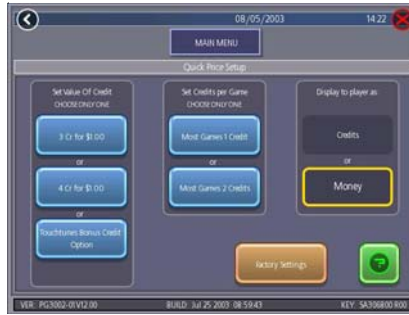 08/05/2003 14:22
MAIN MENU
Quick Price Setup
Set Value Of Credit
CHOOSE ONLY ONE
3 Cr for $1.00
or
4 Cr for $1.00
or
Touchtunes Bonus Credit
Option
Set Credits per Game
CHOOSE ONLY ONE
Most Games 1 Credit
or
Most Games 2 Credits
Display to player as:
Credits
or
Money
Factory Settings
VER: PG3002-01V12.00 BUILD: Jul 25 2003 08:59:43 KEY: SA306800 R00